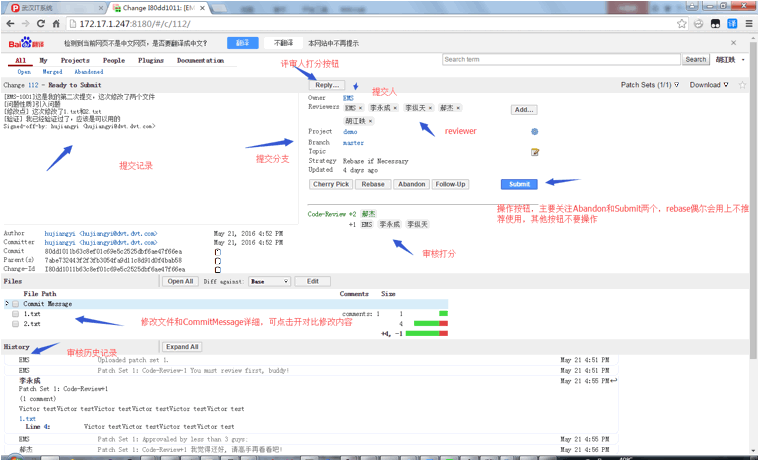 武汉IT系统
Change I80dd1011: [EMS-
172.17.1.247:8180/#/c/112/
Baidu翻译 检测到当前网页不是中文网页，是否要翻译成中文? 翻译 不翻译 本网站中不再提示
All My Projects People Plugins Documentation
Search term Search 胡江映
Open Merged Abandoned
评审人打分按钮
Change 112 - Ready to Submit
Reply...
提交人
Patch Sets (1/1) Download
[EMS-1001]这是我的第二次提交，这次修改了两个文件
[问题性质]引入问题
[修改点] 这次修改了1.txt和2.txt
[验证] 我已经验证过了，应该是可以用的
Signed-off-by: hujiangyi <hujiangyi@dvt.dvt.com>
提交记录
提交分支
Owner EMS
Reviewers EMS × 李永成 × 李纵天 × 郝杰 ×
胡江映 ×
Add...
reviewer
Project demo
Branch master
Topic
Strategy Rebase if Necessary
Updated 4 days ago
Cherry Pick Rebase Abandon Follow-Up Submit
操作按钮，主要关注Abandon和Submit两个，rebase偶尔会用上不推
荐使用，其他按钮不要操作
Code-Review +2 郝杰
+1 EMS 李永成 李纵天
审核打分
Author hujiangyi <hujiangyi@dvt.dvt.com> May 21, 2016 4:52 PM
Committer hujiangyi <hujiangyi@dvt.dvt.com> May 21, 2016 4:52 PM
Commit 80dd1011b63c8ef01c69e5c2525dbf6ae47f66ea
Parent(s) 7abe732443f2f3fb3054fa9d11c8d91d0f4bab58
Change-Id I80dd1011b63c8ef01c69e5c2525dbf6ae47f66ea
Files Open All Diff against: Base Edit
File Path Comments Size
Commit Message
1.txt comments: 1 1
2.txt 4
+4, -1
修改文件和CommitMessage详细，可点击开对比修改内容
审核历史记录
History Expand All
EMS Uploaded patch set 1. May 21 4:51 PM
EMS Patch Set 1: Code-Review-1 You must review first, buddy! May 21 4:51 PM
李永成 May 21 4:55 PM
Patch Set 1: Code-Review+1
(1 comment)
Victor testVictor testVictor testVictor testVictor testVictor test
1.txt
Line 4: Victor testVictor testVictor testVictor testVictor test
EMS Patch Set 1: Approvaled by less than 3 guys: May 21 4:55 PM
郝杰 Patch Set 1: Code-Review+1 我觉得还好，请高手再看看吧! May 21 4:56 PM